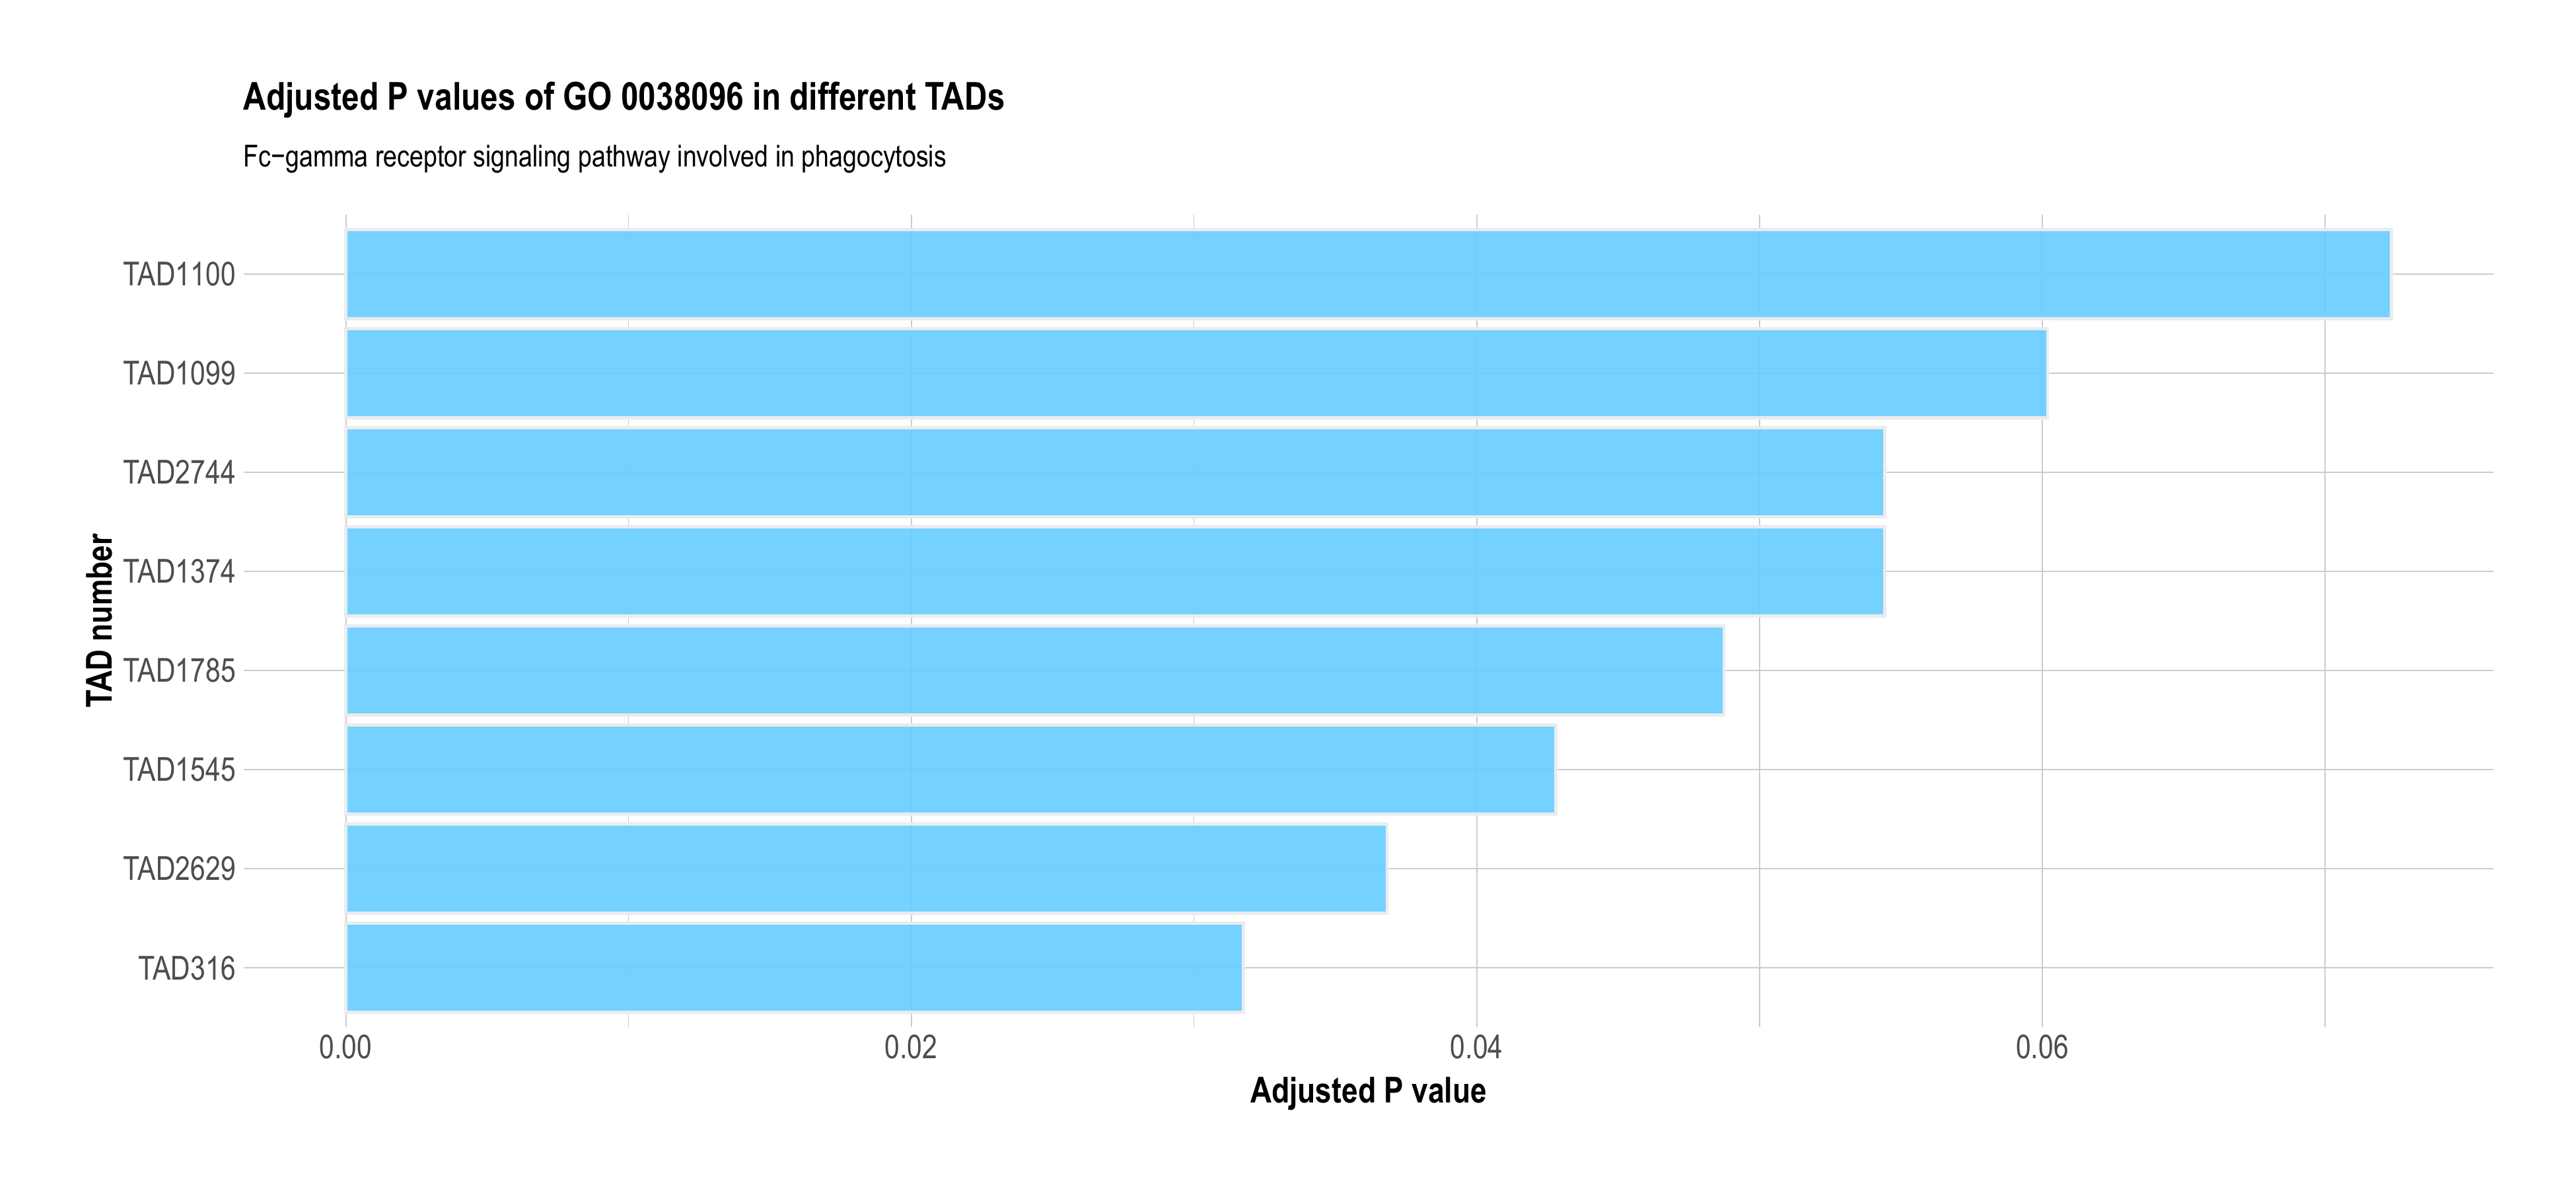 Adjusted P values of GO 0038096 in different TADs
Fc−gamma receptor signaling pathway involved in phagocytosis
TAD number
TAD1100
TAD1099
TAD2744
TAD1374
TAD1785
TAD1545
TAD2629
TAD316
0.00 0.02 0.04 0.06
Adjusted P value